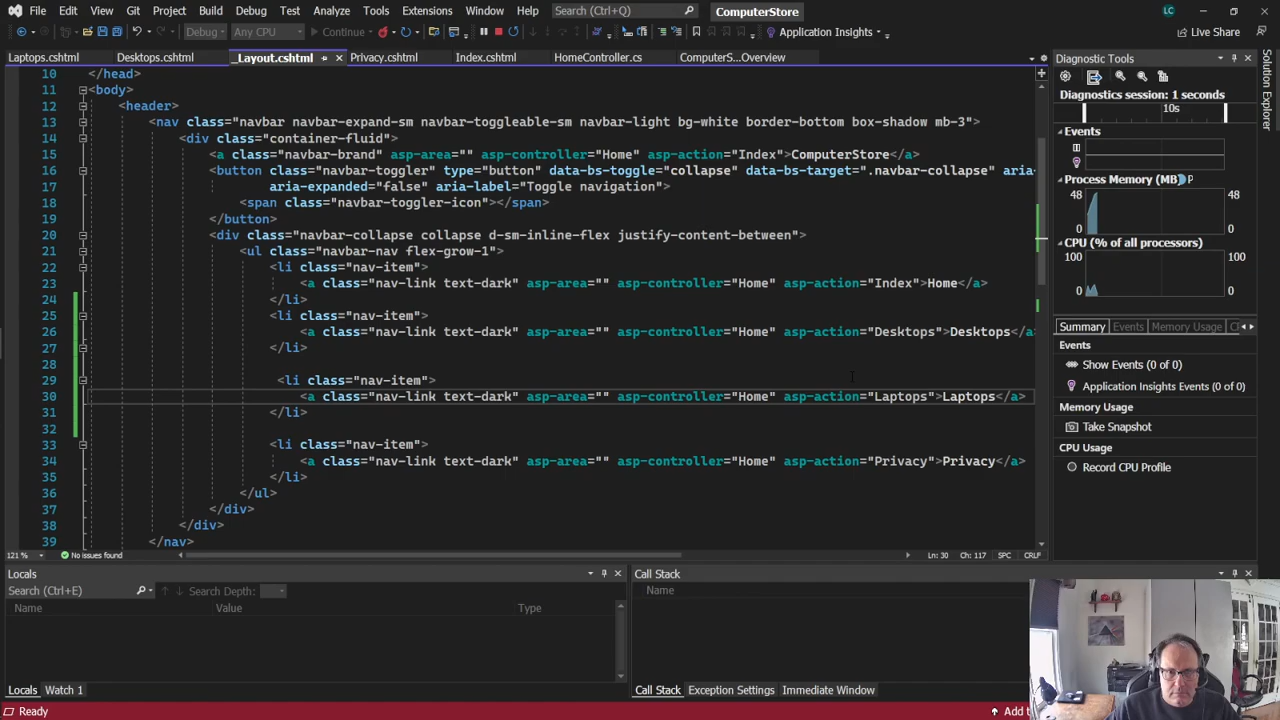 File Edit View Git Project Build Debug Test Analyze Tools Extensions Window Help Search (Ctrl+Q) ComputerStore LC
Debug Any CPU Continue Application Insights Live Share
Laptops.cshtml Desktops.cshtml _Layout.cshtml Privacy.cshtml Index.cshtml HomeController.cs ComputerS...Overview
10 </head>
11 <body>
12 <header>
13 <nav class="navbar navbar-expand-sm navbar-toggleable-sm navbar-light bg-white border-bottom box-shadow mb-3">
14 <div class="container-fluid">
15 <a class="navbar-brand" asp-area="" asp-controller="Home" asp-action="Index">ComputerStore</a>
16 <button class="navbar-toggler" type="button" data-bs-toggle="collapse" data-bs-target=".navbar-collapse" aria-
17 aria-expanded="false" aria-label="Toggle navigation">
18 <span class="navbar-toggler-icon"></span>
19 </button>
20 <div class="navbar-collapse collapse d-sm-inline-flex justify-content-between">
21 <ul class="navbar-nav flex-grow-1">
22 <li class="nav-item">
23 <a class="nav-link text-dark" asp-area="" asp-controller="Home" asp-action="Index">Home</a>
24 </li>
25 <li class="nav-item">
26 <a class="nav-link text-dark" asp-area="" asp-controller="Home" asp-action="Desktops">Desktops</a
27 </li>
28
29 <li class="nav-item">
30 <a class="nav-link text-dark" asp-area="" asp-controller="Home" asp-action="Laptops">Laptops</a>
31 </li>
32
33 <li class="nav-item">
34 <a class="nav-link text-dark" asp-area="" asp-controller="Home" asp-action="Privacy">Privacy</a>
35 </li>
36 </ul>
37 </div>
38 </div>
39 </nav>
121 % No issues found Ln: 30 Ch: 117 SPC CRLF
Diagnostic Tools
Diagnostics session: 1 seconds
10s
Events
Process Memory (MB) P
48 48
0 0
CPU (% of all processors)
100 100
0 0
Summary Events Memory Usage
Events
Show Events (0 of 0)
Application Insights Events (0 of 0)
Memory Usage
Take Snapshot
CPU Usage
Record CPU Profile
Solution Explorer
Locals
Search (Ctrl+E) Search Depth:
Name Value Type
Locals Watch 1
Call Stack
Name
Call Stack Exception Settings Immediate Window
Ready Add t